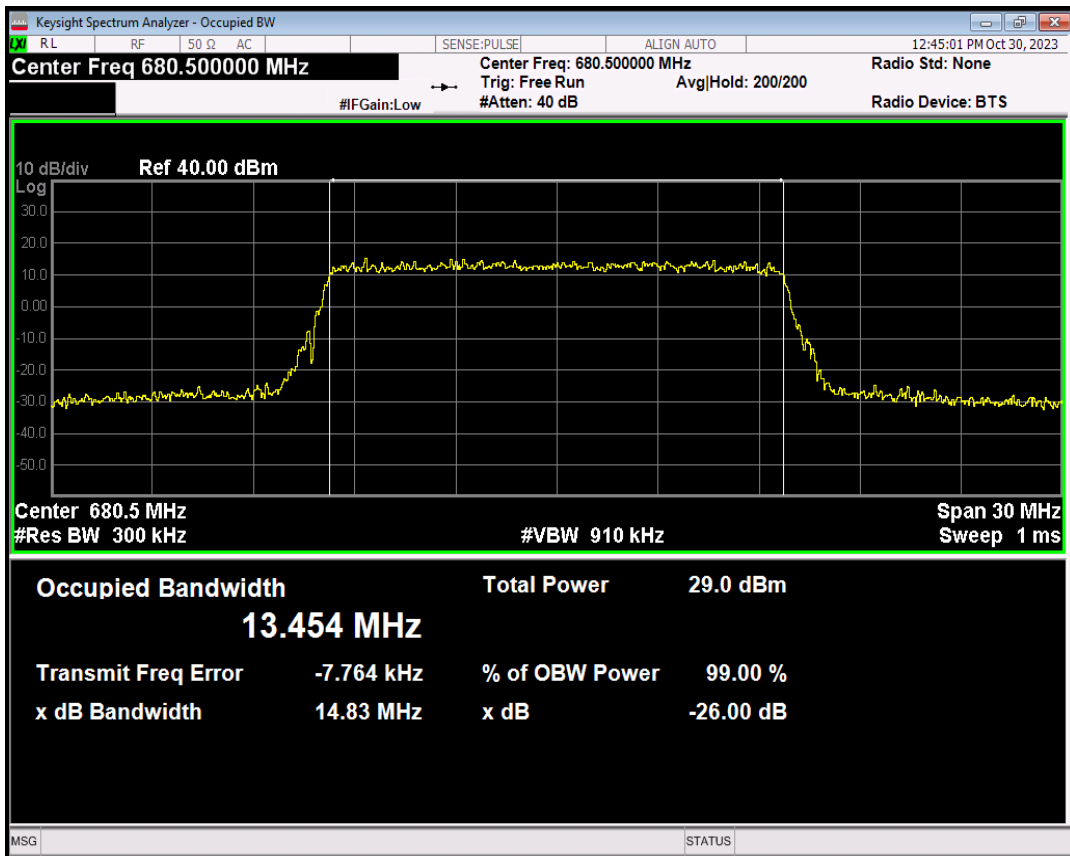 Keysight Spectrum Analyzer - Occupied BW
LXI RL RF 50 Ω AC SENSE:PULSE ALIGN AUTO 12:45:01 PM Oct 30, 2023
Center Freq 680.500000 MHz Center Freq: 680.500000 MHz Radio Std: None
Trig: Free Run Avg|Hold: 200/200
#IFGain:Low #Atten: 40 dB Radio Device: BTS
10 dB/div Ref 40.00 dBm
Log
30.0
20.0
10.0
0.00
-10.0
-20.0
-30.0
-40.0
-50.0
Center 680.5 MHz Span 30 MHz
#Res BW 300 kHz #VBW 910 kHz Sweep 1 ms
Occupied Bandwidth Total Power 29.0 dBm
13.454 MHz
Transmit Freq Error -7.764 kHz % of OBW Power 99.00 %
x dB Bandwidth 14.83 MHz x dB -26.00 dB
MSG STATUS